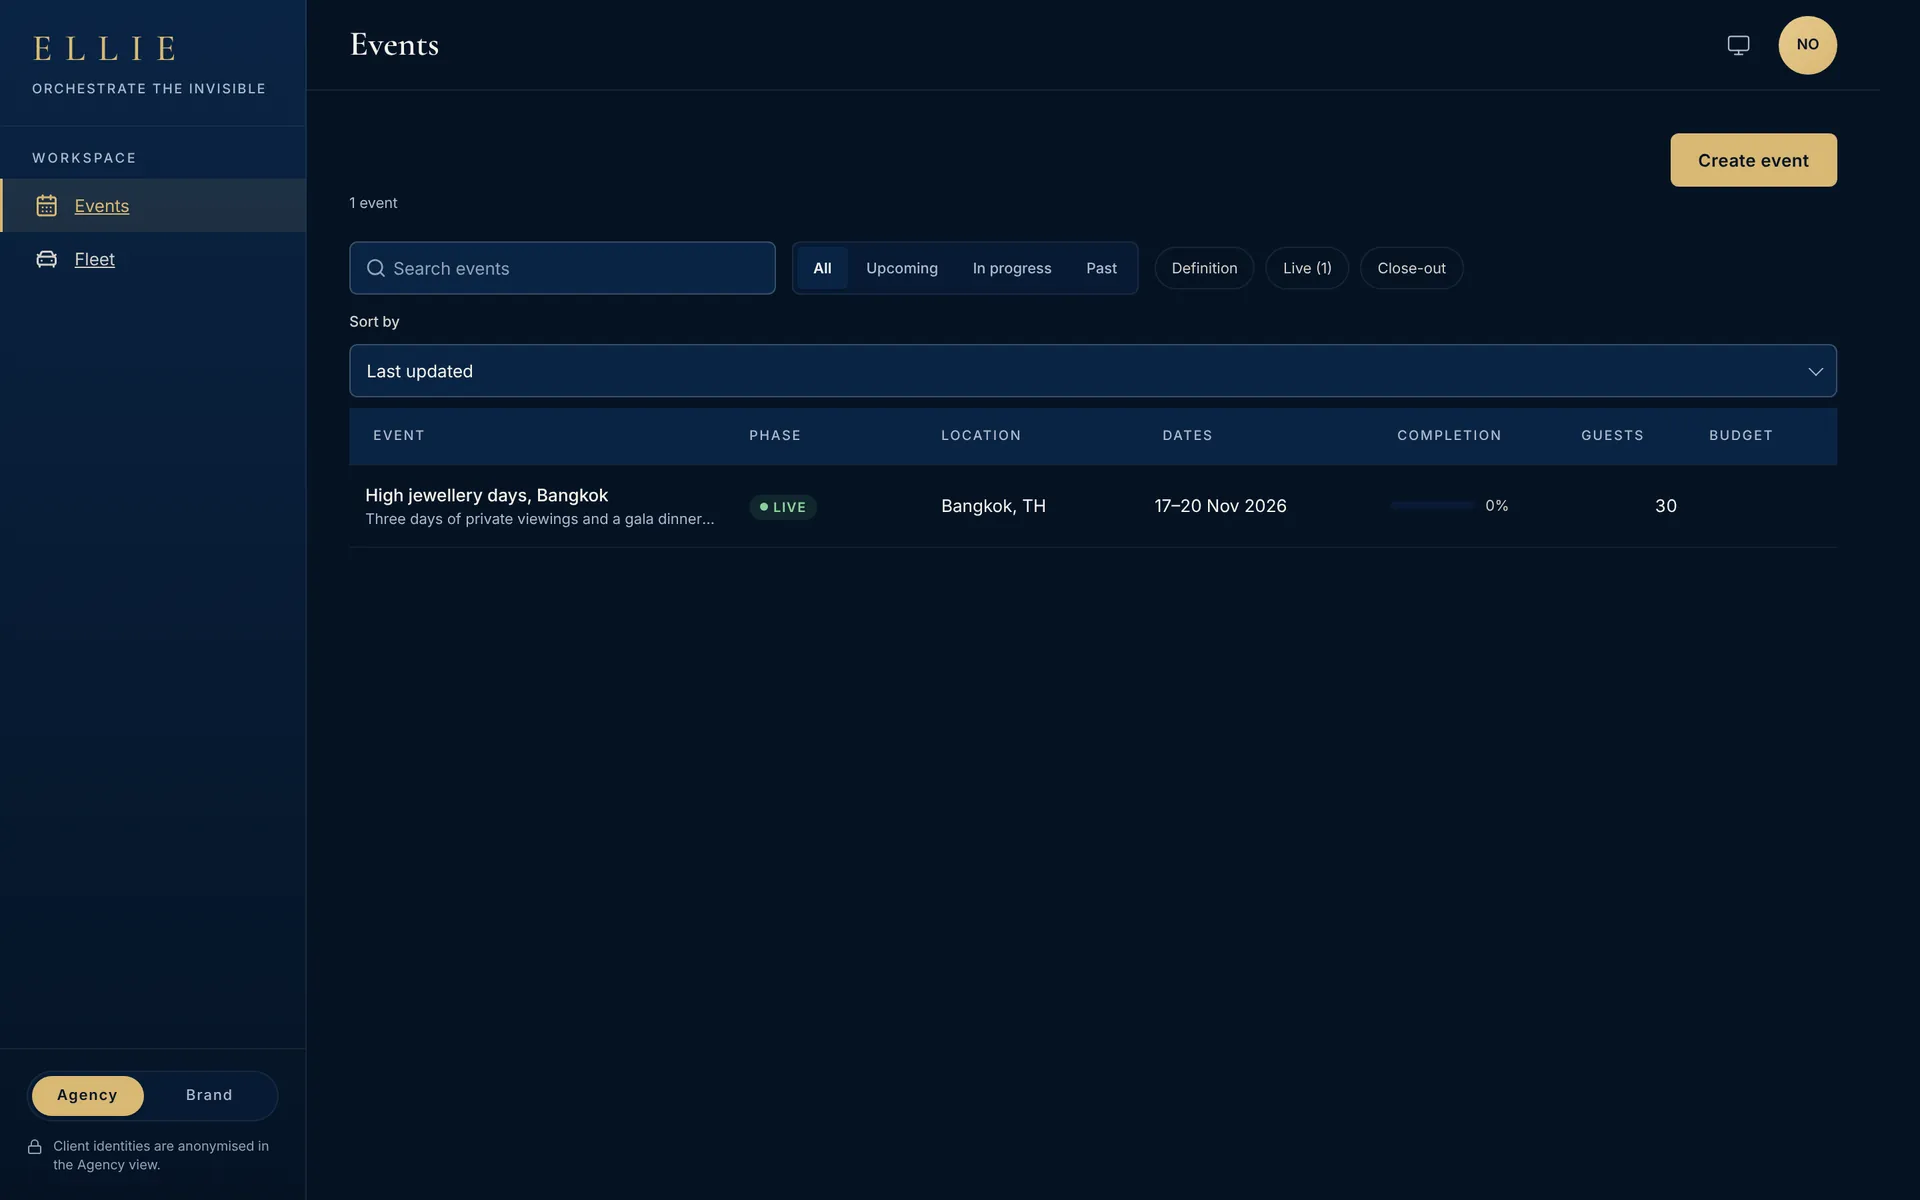 ELLIE
ORCHESTRATE THE INVISIBLE
WORKSPACE
Events
Fleet
Agency
Brand
Client identities are anonymised in
the Agency view.
Events
NO
Create event
1 event
Search events
All
Upcoming
In progress
Past
Definition
Live (1)
Close-out
Sort by
Last updated
EVENT PHASE LOCATION DATES COMPLETION GUESTS BUDGET
High jewellery days, Bangkok
Three days of private viewings and a gala dinner...
LIVE
Bangkok, TH
17–20 Nov 2026
0%
30